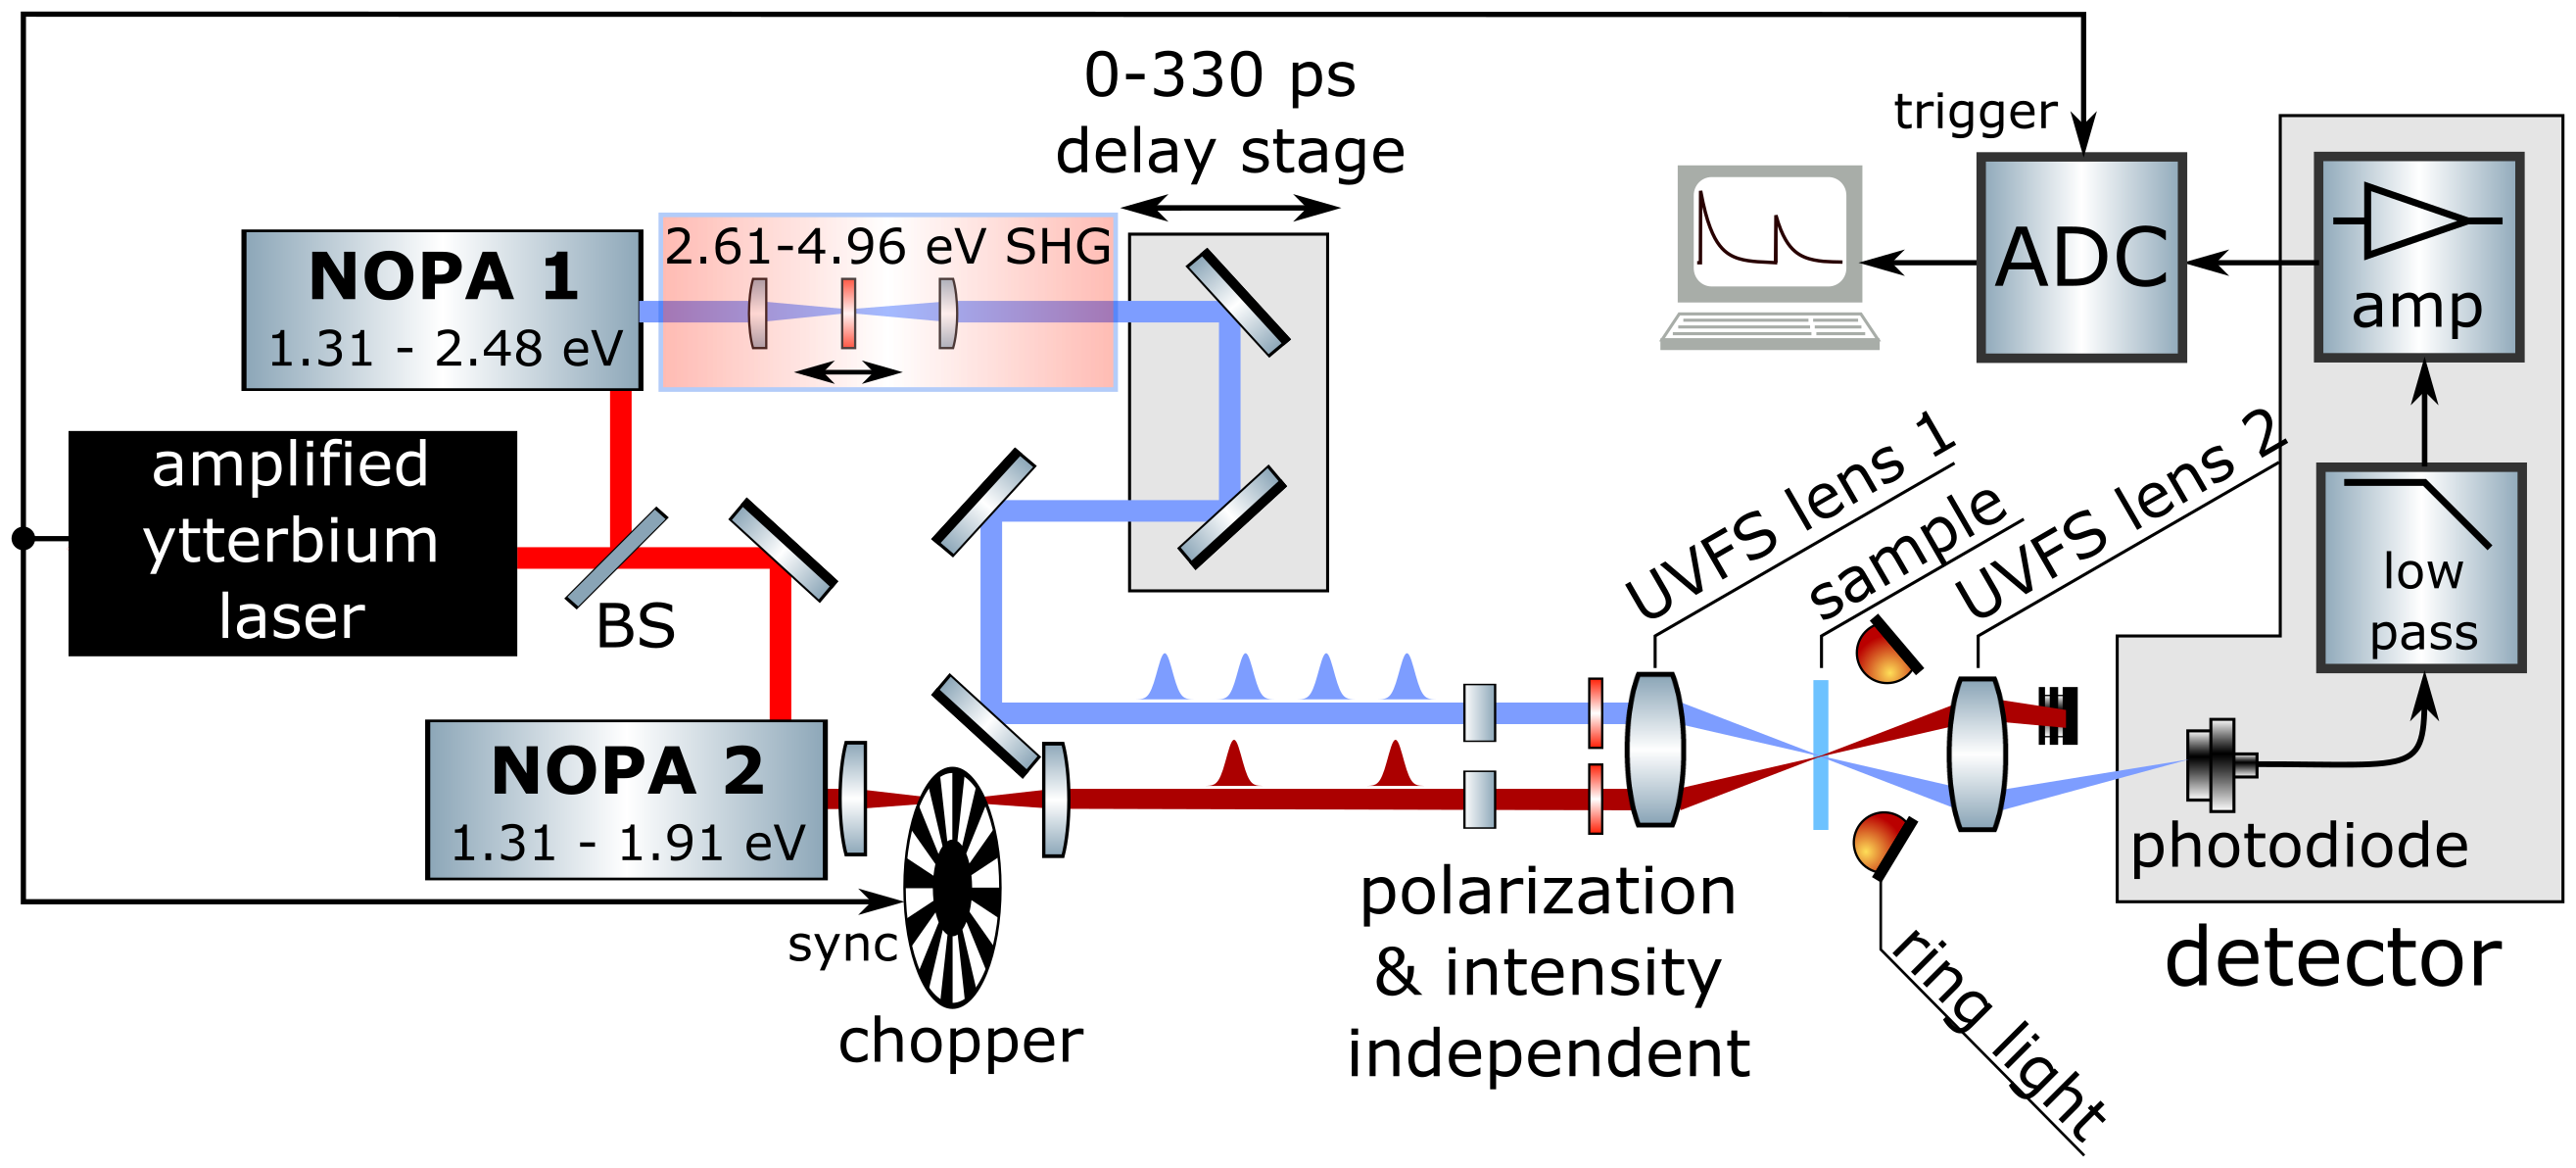 0-330 ps
delay stage
trigger
2.61-4.96 eV SHG
NOPA 1
1.31 - 2.48 eV
ADC
amp
amplified
ytterbium
laser
BS
UVFS lens 1
sample
UVFS lens 2
low
pass
NOPA 2
1.31 - 1.91 eV
sync
chopper
polarization
& intensity
independent
photodiode
detector
ring light